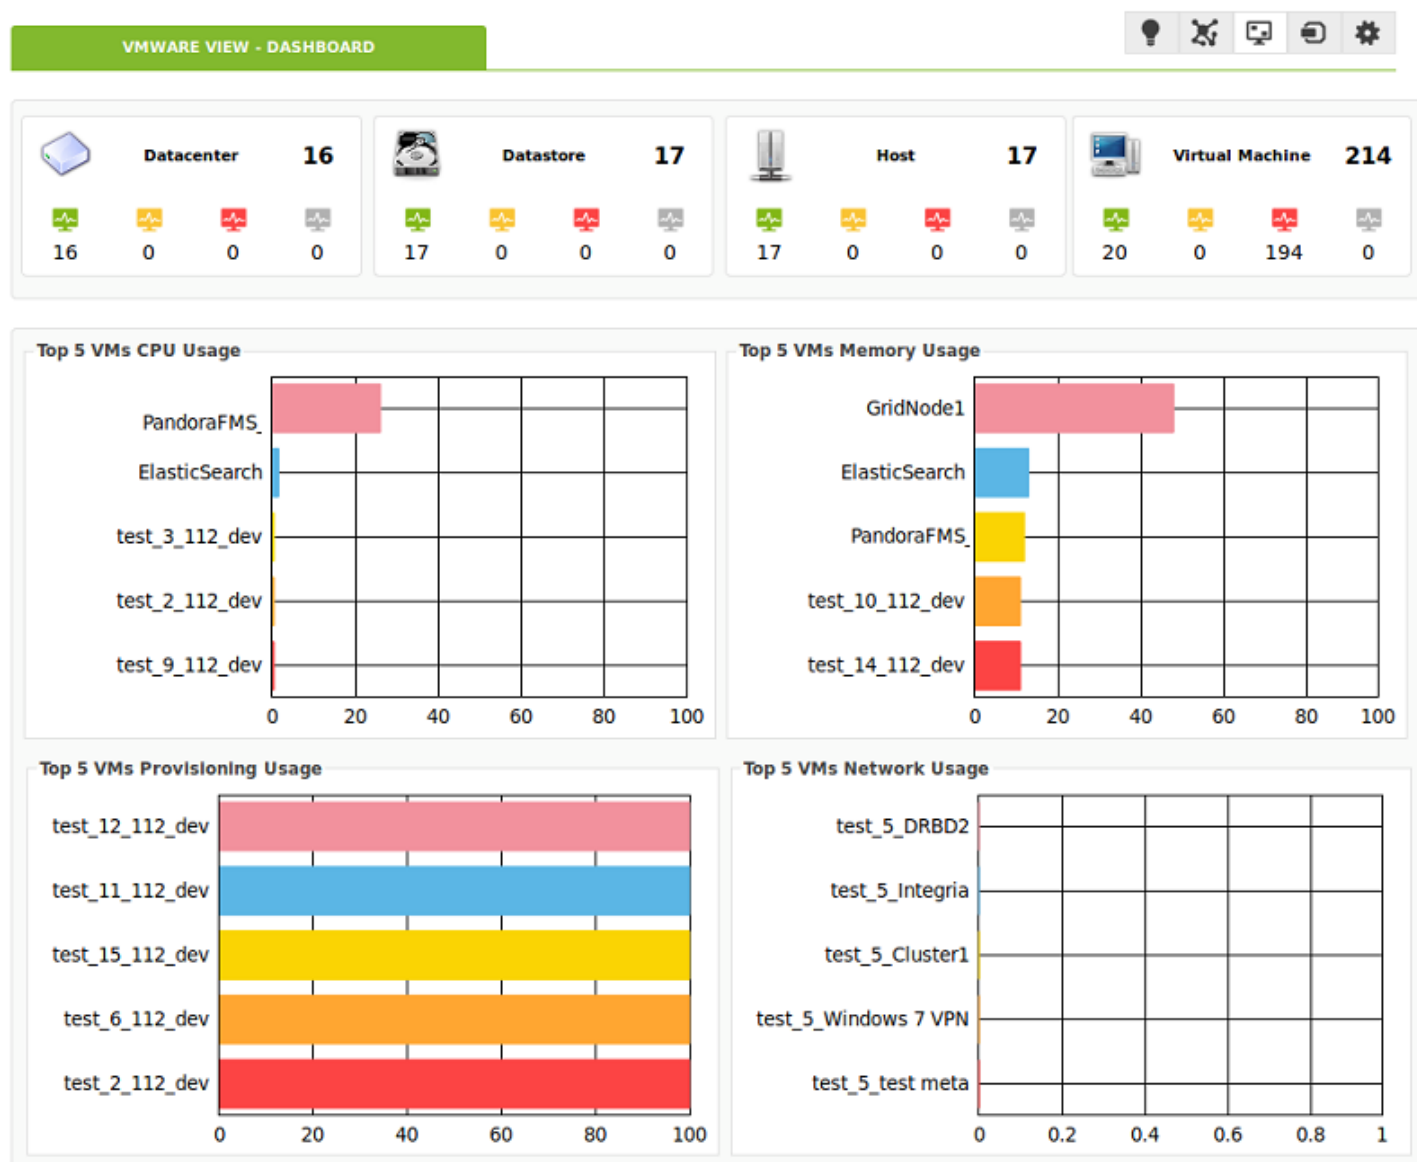 VMWARE VIEW - DASHBOARD
Datacenter 16
16 0 0 0
Datastore 17
17 0 0 0
Host 17
17 0 0 0
Virtual Machine 214
20 0 194 0
Top 5 VMs CPU Usage
PandoraFMS_
ElasticSearch
test_3_112_dev
test_2_112_dev
test_9_112_dev
0 20 40 60 80 100
Top 5 VMs Memory Usage
GridNode1
ElasticSearch
PandoraFMS_
test_10_112_dev
test_14_112_dev
0 20 40 60 80 100
Top 5 VMs Provisioning Usage
test_12_112_dev
test_11_112_dev
test_15_112_dev
test_6_112_dev
test_2_112_dev
0 20 40 60 80 100
Top 5 VMs Network Usage
test_5_DRBD2
test_5_Integria
test_5_Cluster1
test_5_Windows 7 VPN
test_5_test meta
0 0.2 0.4 0.6 0.8 1